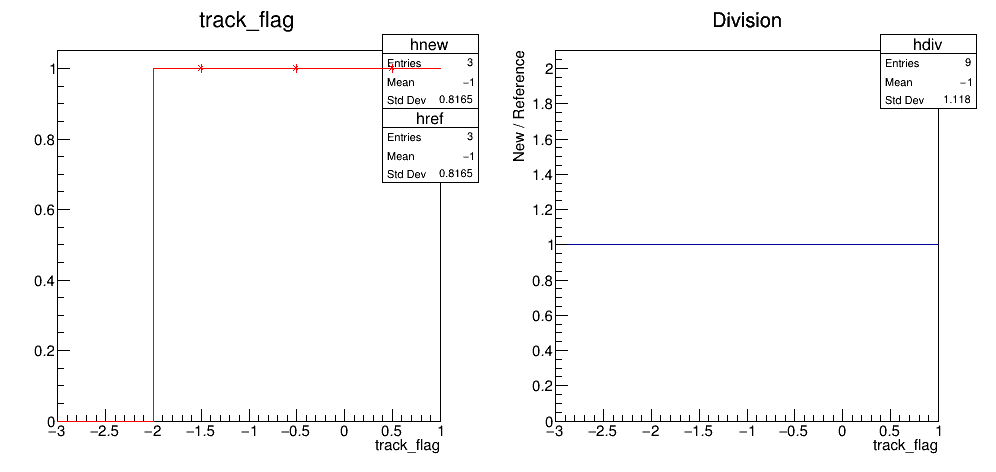 track_flag
hnew
Entries 3
Mean −1
Std Dev 0.8165
href
Entries 3
Mean −1
Std Dev 0.8165
1
0.8
0.6
0.4
0.2
0
−3 −2.5 −2 −1.5 −1 −0.5 0 0.5 1
track_flag
Division
hdiv
Entries 9
Mean −1
Std Dev 1.118
New / Reference
2
1.8
1.6
1.4
1.2
1
0.8
0.6
0.4
0.2
0
−3 −2.5 −2 −1.5 −1 −0.5 0 0.5 1
track_flag